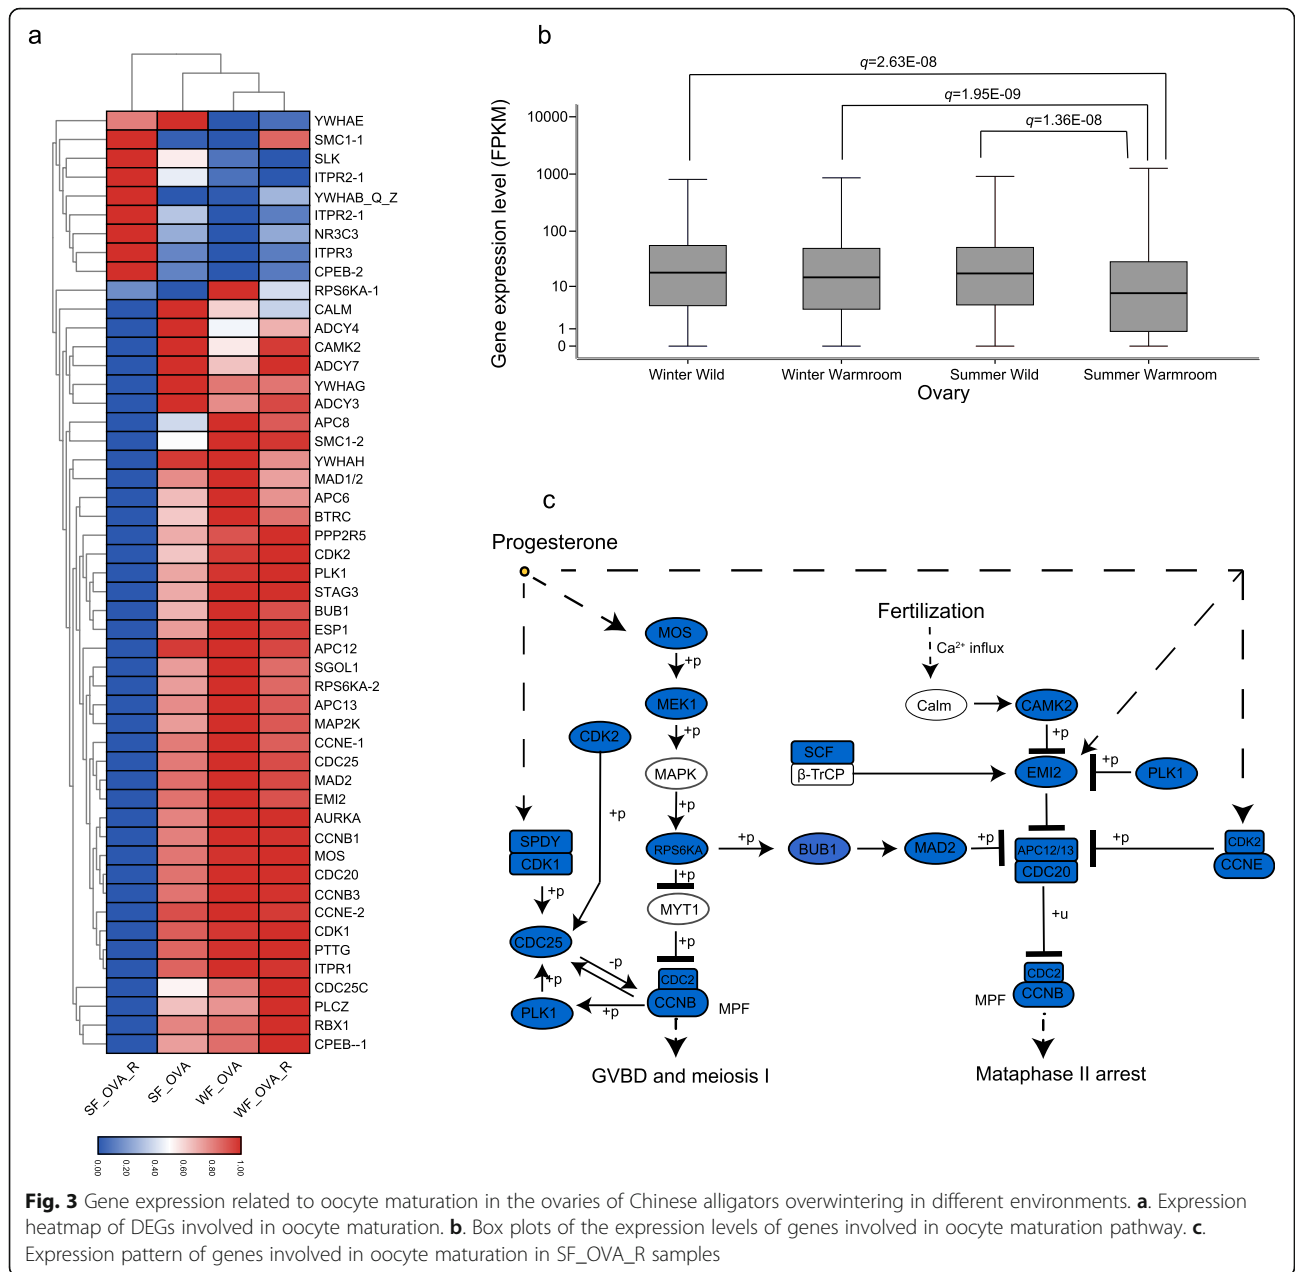 a
YWHAE
SMC1-1
SLK
ITPR2-1
YWHAB_Q_Z
ITPR2-1
NR3C3
ITPR3
CPEB-2
RPS6KA-1
CALM
ADCY4
CAMK2
ADCY7
YWHAG
ADCY3
APC8
SMC1-2
YWHAH
MAD1/2
APC6
BTRC
PPP2R5
CDK2
PLK1
STAG3
BUB1
ESP1
APC12
SGOL1
RPS6KA-2
APC13
MAP2K
CCNE-1
CDC25
MAD2
EMI2
AURKA
CCNB1
MOS
CDC20
CCNB3
CCNE-2
CDK1
PTTG
ITPR1
CDC25C
PLCZ
RBX1
CPEB--1
SF_OVA_R SF_OVA WF_OVA WF_OVA_R
0.00 0.20 0.40 0.60 0.80 1.00
b
q=2.63E-08
q=1.95E-09
q=1.36E-08
Gene expression level (FPKM)
10000
1000
100
10
1
0
Winter Wild Winter Warmroom Summer Wild Summer Warmroom
Ovary
c
Progesterone
Fertilization
Ca²⁺ influx
MOS
+p
MEK1
+p
Calm
CAMK2
+p
CDK2
+p
MAPK
+p
SCF
β-TrCP
EMI2
+p
PLK1
SPDY
CDK1
+p
RPS6KA
+p
BUB1
MAD2
+p
APC12/13
CDC20
+p
CDK2
CCNE
+p
MYT1
+p
+u
CDC25
-p
+p
PLK1
+p
CDC2
CCNB
MPF
MPF
CDC2
CCNB
GVBD and meiosis I
Mataphase II arrest
Fig. 3 Gene expression related to oocyte maturation in the ovaries of Chinese alligators overwintering in different environments. a. Expression
heatmap of DEGs involved in oocyte maturation. b. Box plots of the expression levels of genes involved in oocyte maturation pathway. c.
Expression pattern of genes involved in oocyte maturation in SF_OVA_R samples